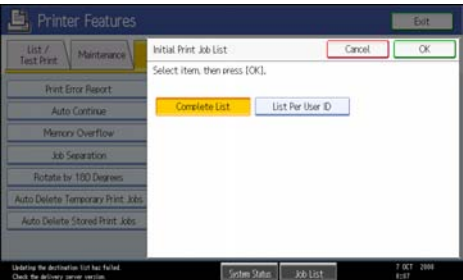 Printer Features
Exit
List /
Test Print
Maintenance
Initial Print Job List
Cancel
OK
Select item, then press [OK].
Complete List
List Per User ID
Print Error Report
Auto Continue
Memory Overflow
Job Separation
Rotate by 180 Degrees
Auto Delete Temporary Print Jobs
Auto Delete Stored Print Jobs
Updating the destination list has failed.
Check the delivery server version.
System Status
Job List
7 OCT